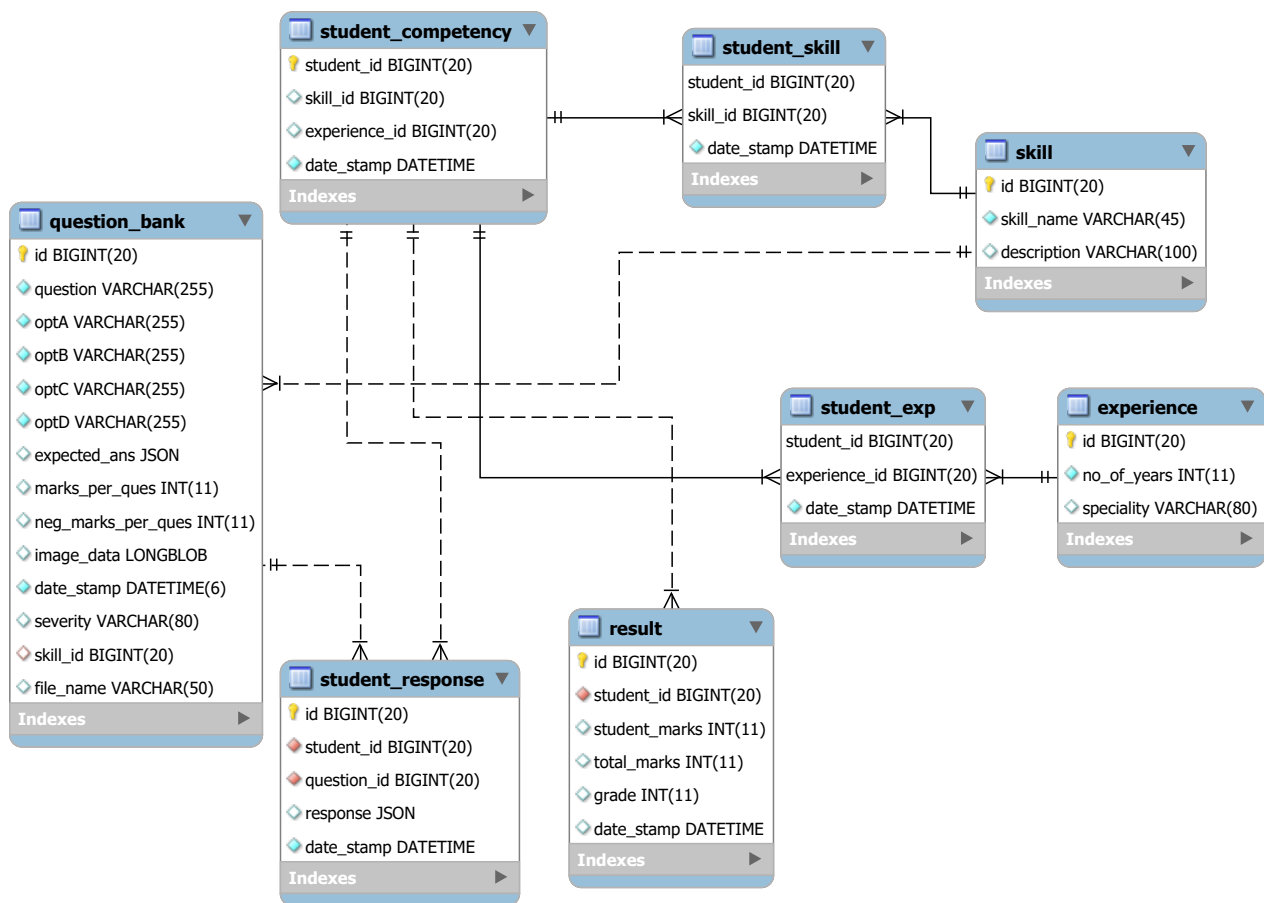 student_competency
student_id BIGINT(20)
skill_id BIGINT(20)
experience_id BIGINT(20)
date_stamp DATETIME
Indexes
student_skill
student_id BIGINT(20)
skill_id BIGINT(20)
date_stamp DATETIME
Indexes
skill
id BIGINT(20)
skill_name VARCHAR(45)
description VARCHAR(100)
Indexes
question_bank
id BIGINT(20)
question VARCHAR(255)
optA VARCHAR(255)
optB VARCHAR(255)
optC VARCHAR(255)
optD VARCHAR(255)
expected_ans JSON
marks_per_ques INT(11)
neg_marks_per_ques INT(11)
image_data LONGBLOB
date_stamp DATETIME(6)
severity VARCHAR(80)
skill_id BIGINT(20)
file_name VARCHAR(50)
Indexes
student_exp
student_id BIGINT(20)
experience_id BIGINT(20)
date_stamp DATETIME
Indexes
experience
id BIGINT(20)
no_of_years INT(11)
speciality VARCHAR(80)
Indexes
result
id BIGINT(20)
student_id BIGINT(20)
student_marks INT(11)
total_marks INT(11)
grade INT(11)
date_stamp DATETIME
Indexes
student_response
id BIGINT(20)
student_id BIGINT(20)
question_id BIGINT(20)
response JSON
date_stamp DATETIME
Indexes